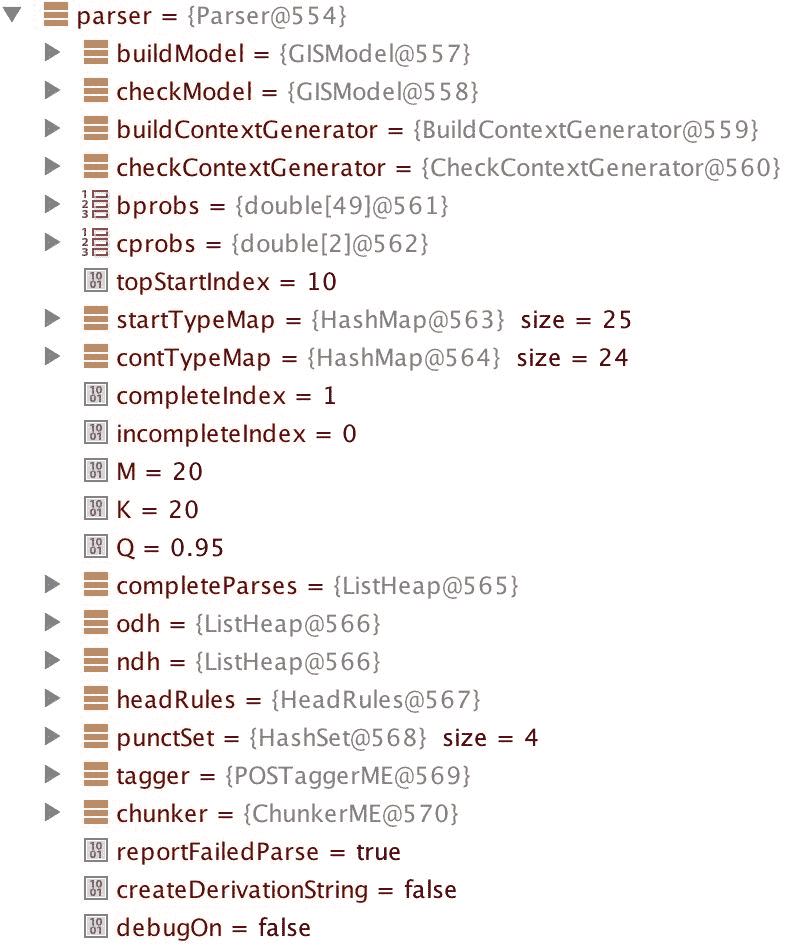 parser = {Parser@554}
buildModel = {GISModel@557}
checkModel = {GISModel@558}
buildContextGenerator = {BuildContextGenerator@559}
checkContextGenerator = {CheckContextGenerator@560}
bprobs = {double[49]@561}
cprobs = {double[2]@562}
topStartIndex = 10
startTypeMap = {HashMap@563} size = 25
contTypeMap = {HashMap@564} size = 24
completeIndex = 1
incompleteIndex = 0
M = 20
K = 20
Q = 0.95
completeParses = {ListHeap@565}
odh = {ListHeap@566}
ndh = {ListHeap@566}
headRules = {HeadRules@567}
punctSet = {HashSet@568} size = 4
tagger = {POSTaggerME@569}
chunker = {ChunkerME@570}
reportFailedParse = true
createDerivationString = false
debugOn = false